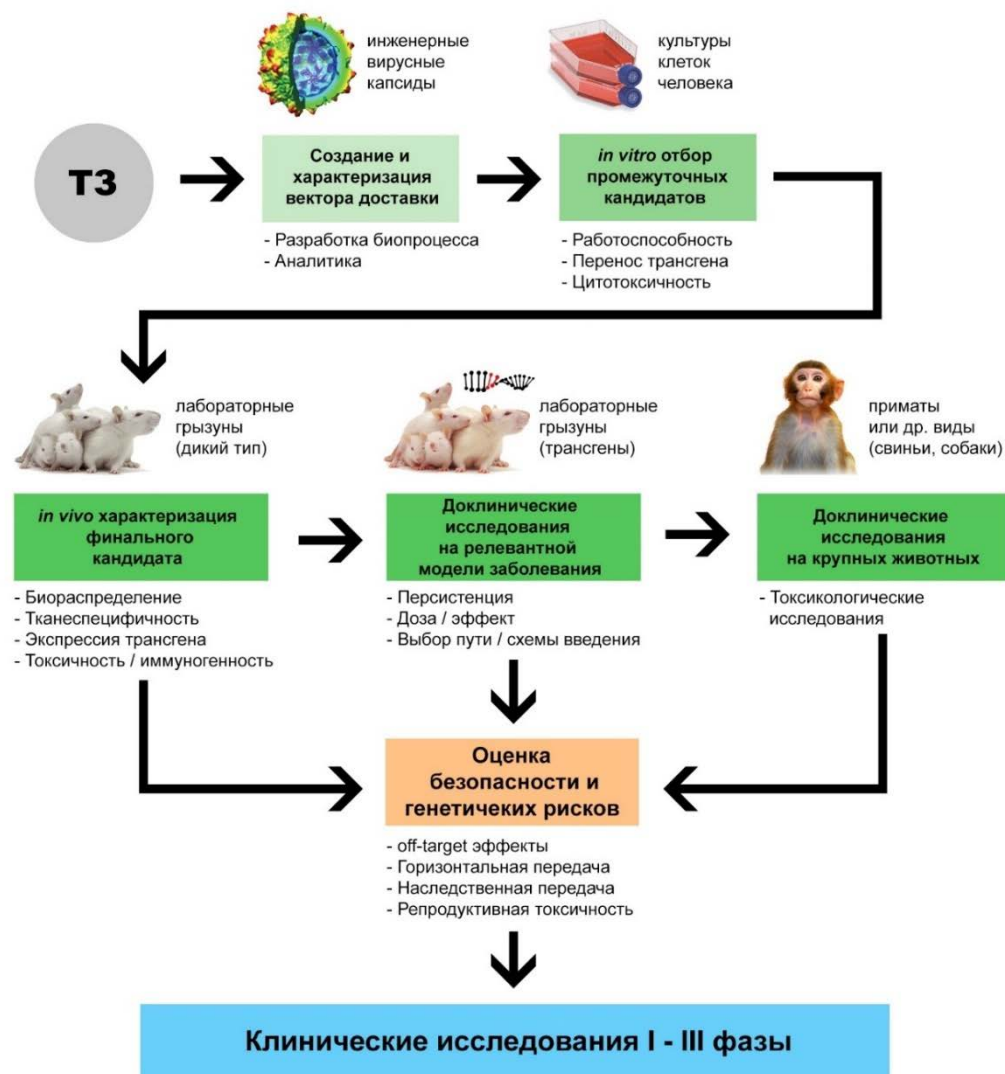 инженерные
вирусные
капсиды
культуры
клеток
человека
ТЗ
Создание и
характеризация
вектора доставки
- Разработка биопроцесса
- Аналитика
in vitro отбор
промежуточных
кандидатов
- Работоспособность
- Перенос трансгена
- Цитотоксичность
лабораторные
грызуны
(дикий тип)
in vivo характеризация
финального
кандидата
- Биораспределение
- Тканеспецифичность
- Экспрессия трансгена
- Токсичность / иммуногенность
лабораторные
грызуны
(трансгены)
Доклинические
исследования
на релевантной
модели заболевания
- Персистенция
- Доза / эффект
- Выбор пути / схемы введения
приматы
или др. виды
(свиньи, собаки)
Доклинические
исследования
на крупных животных
- Токсикологические
исследования
Оценка
безопасности и
генетичеких рисков
- off-target эффекты
- Горизонтальная передача
- Наследственная передача
- Репродуктивная токсичность
Клинические исследования I - III фазы